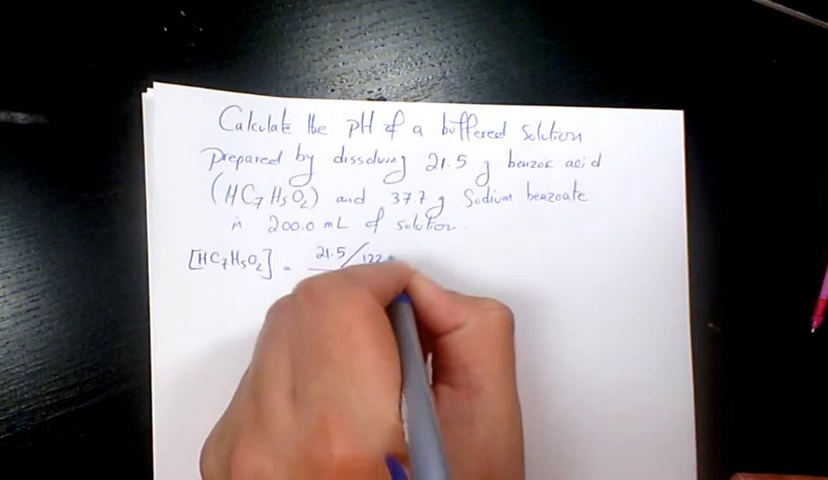 Calculate the pH of a buffered solution
prepared by dissolving 21.5 g benzoic acid
(HC7H5O2) and 37.7 g Sodium benzoate
in 200.0 mL of solution.
[HC7H5O2] = 21.5/122